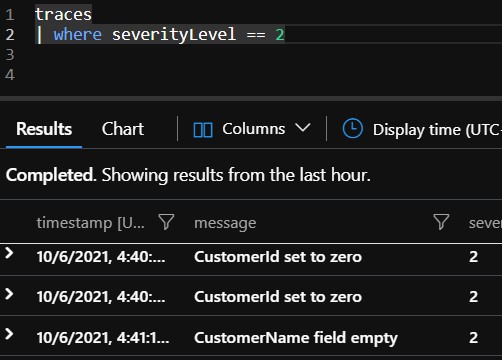 1 traces
2 | where severityLevel == 2
3
4
Results Chart Columns Display time (UTC-
Completed. Showing results from the last hour.
timestamp [U... message seve
10/6/2021, 4:40:... CustomerId set to zero 2
10/6/2021, 4:40:... CustomerId set to zero 2
10/6/2021, 4:41:1... CustomerName field empty 2